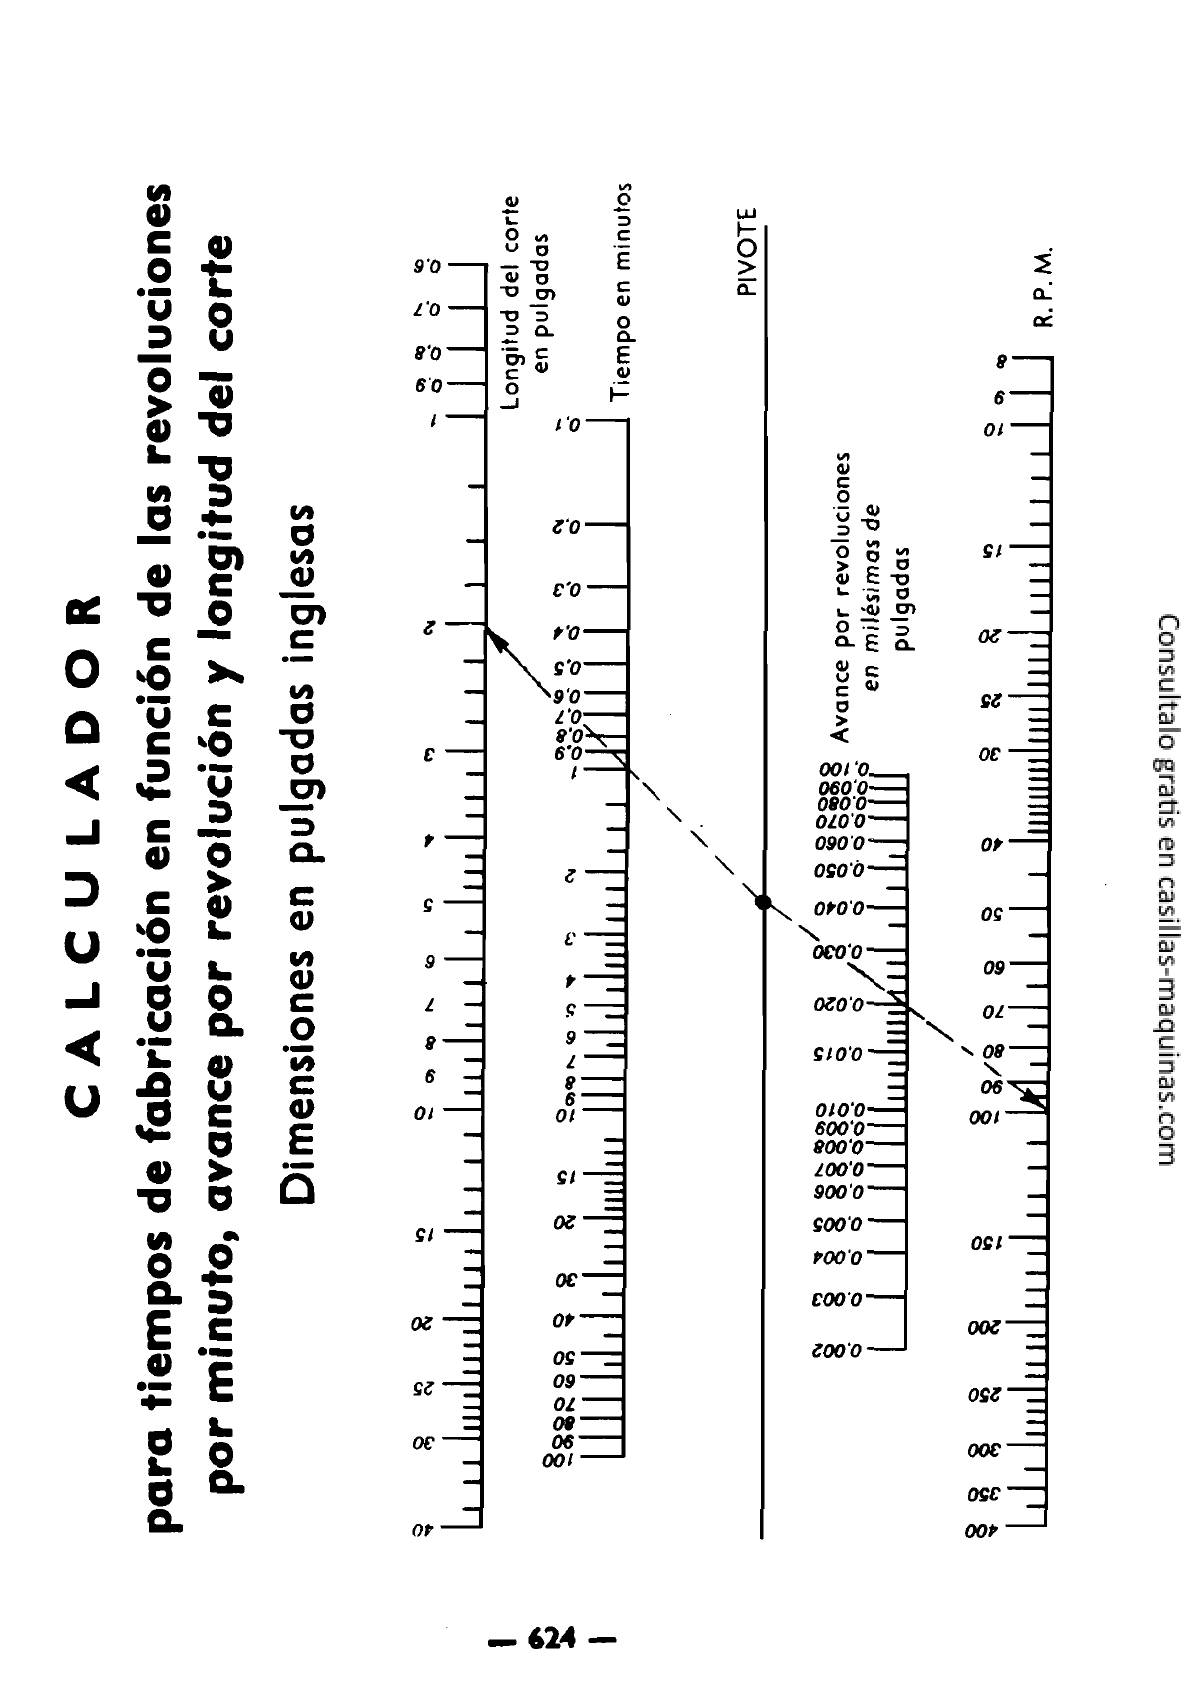 CALCULADOR
para tiempos de fabricación en función de las revoluciones
por minuto, avance por revolución y longitud del corte
Dimensiones en pulgadas inglesas
40 30 25 20 15 10 9 8 7 6 5 4 3 2 1 0.9 0,8 0,7 0.6
Longitud del corte
en pulgadas
100 90 80 70 60 50 40 30 20 15 10 9 8 7 6 5 4 3 2 1 0.9 0,8 0,7 0,6 0,5 0,4 0,3 0.2 0,1
Tiempo en minutos
PIVOTE
0.002 0.003 0.004 0,005 0,006 0,007 0,008 0,009 0,010 0,015 0,020 0,030 0,040 0,050 0.060 0,070 0.080 0.090 0,100
Avance por revoluciones
en milésimas de
pulgadas
400 350 300 250 200 150 100 90 80 70 60 50 40 30 25 20 15 10 9 8
R.P.M.
— 624 —
Consultalo gratis en casillas-maquinas.com